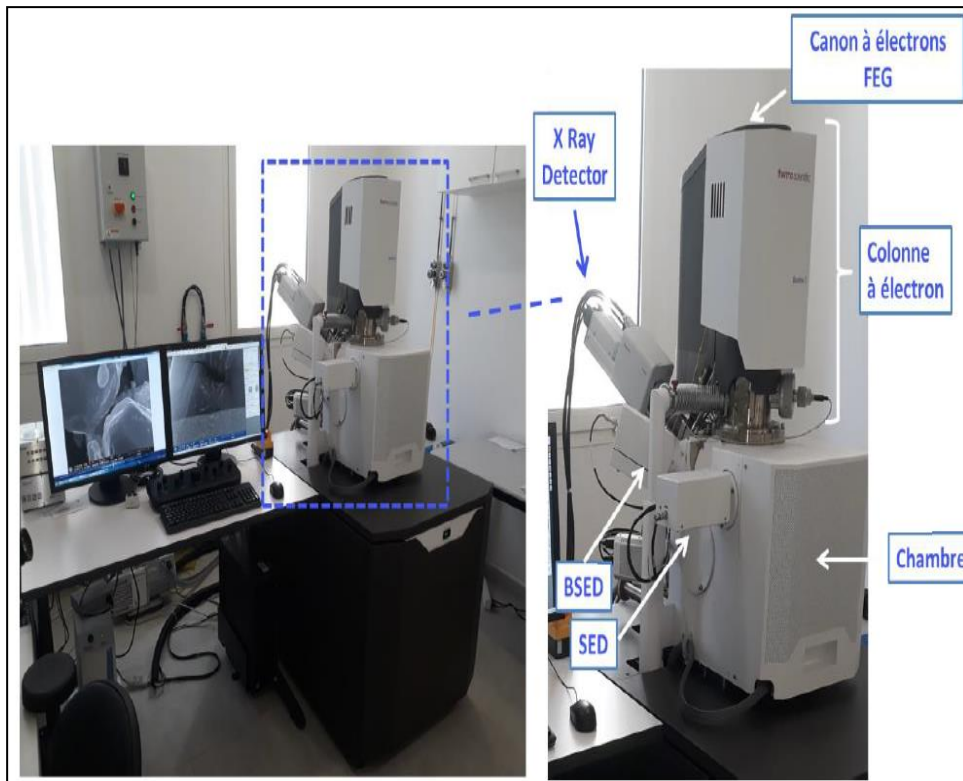 Canon à électrons
FEG
X Ray
Detector
thermo scientific
Colonne
à électron
Chambre
BSED
SED